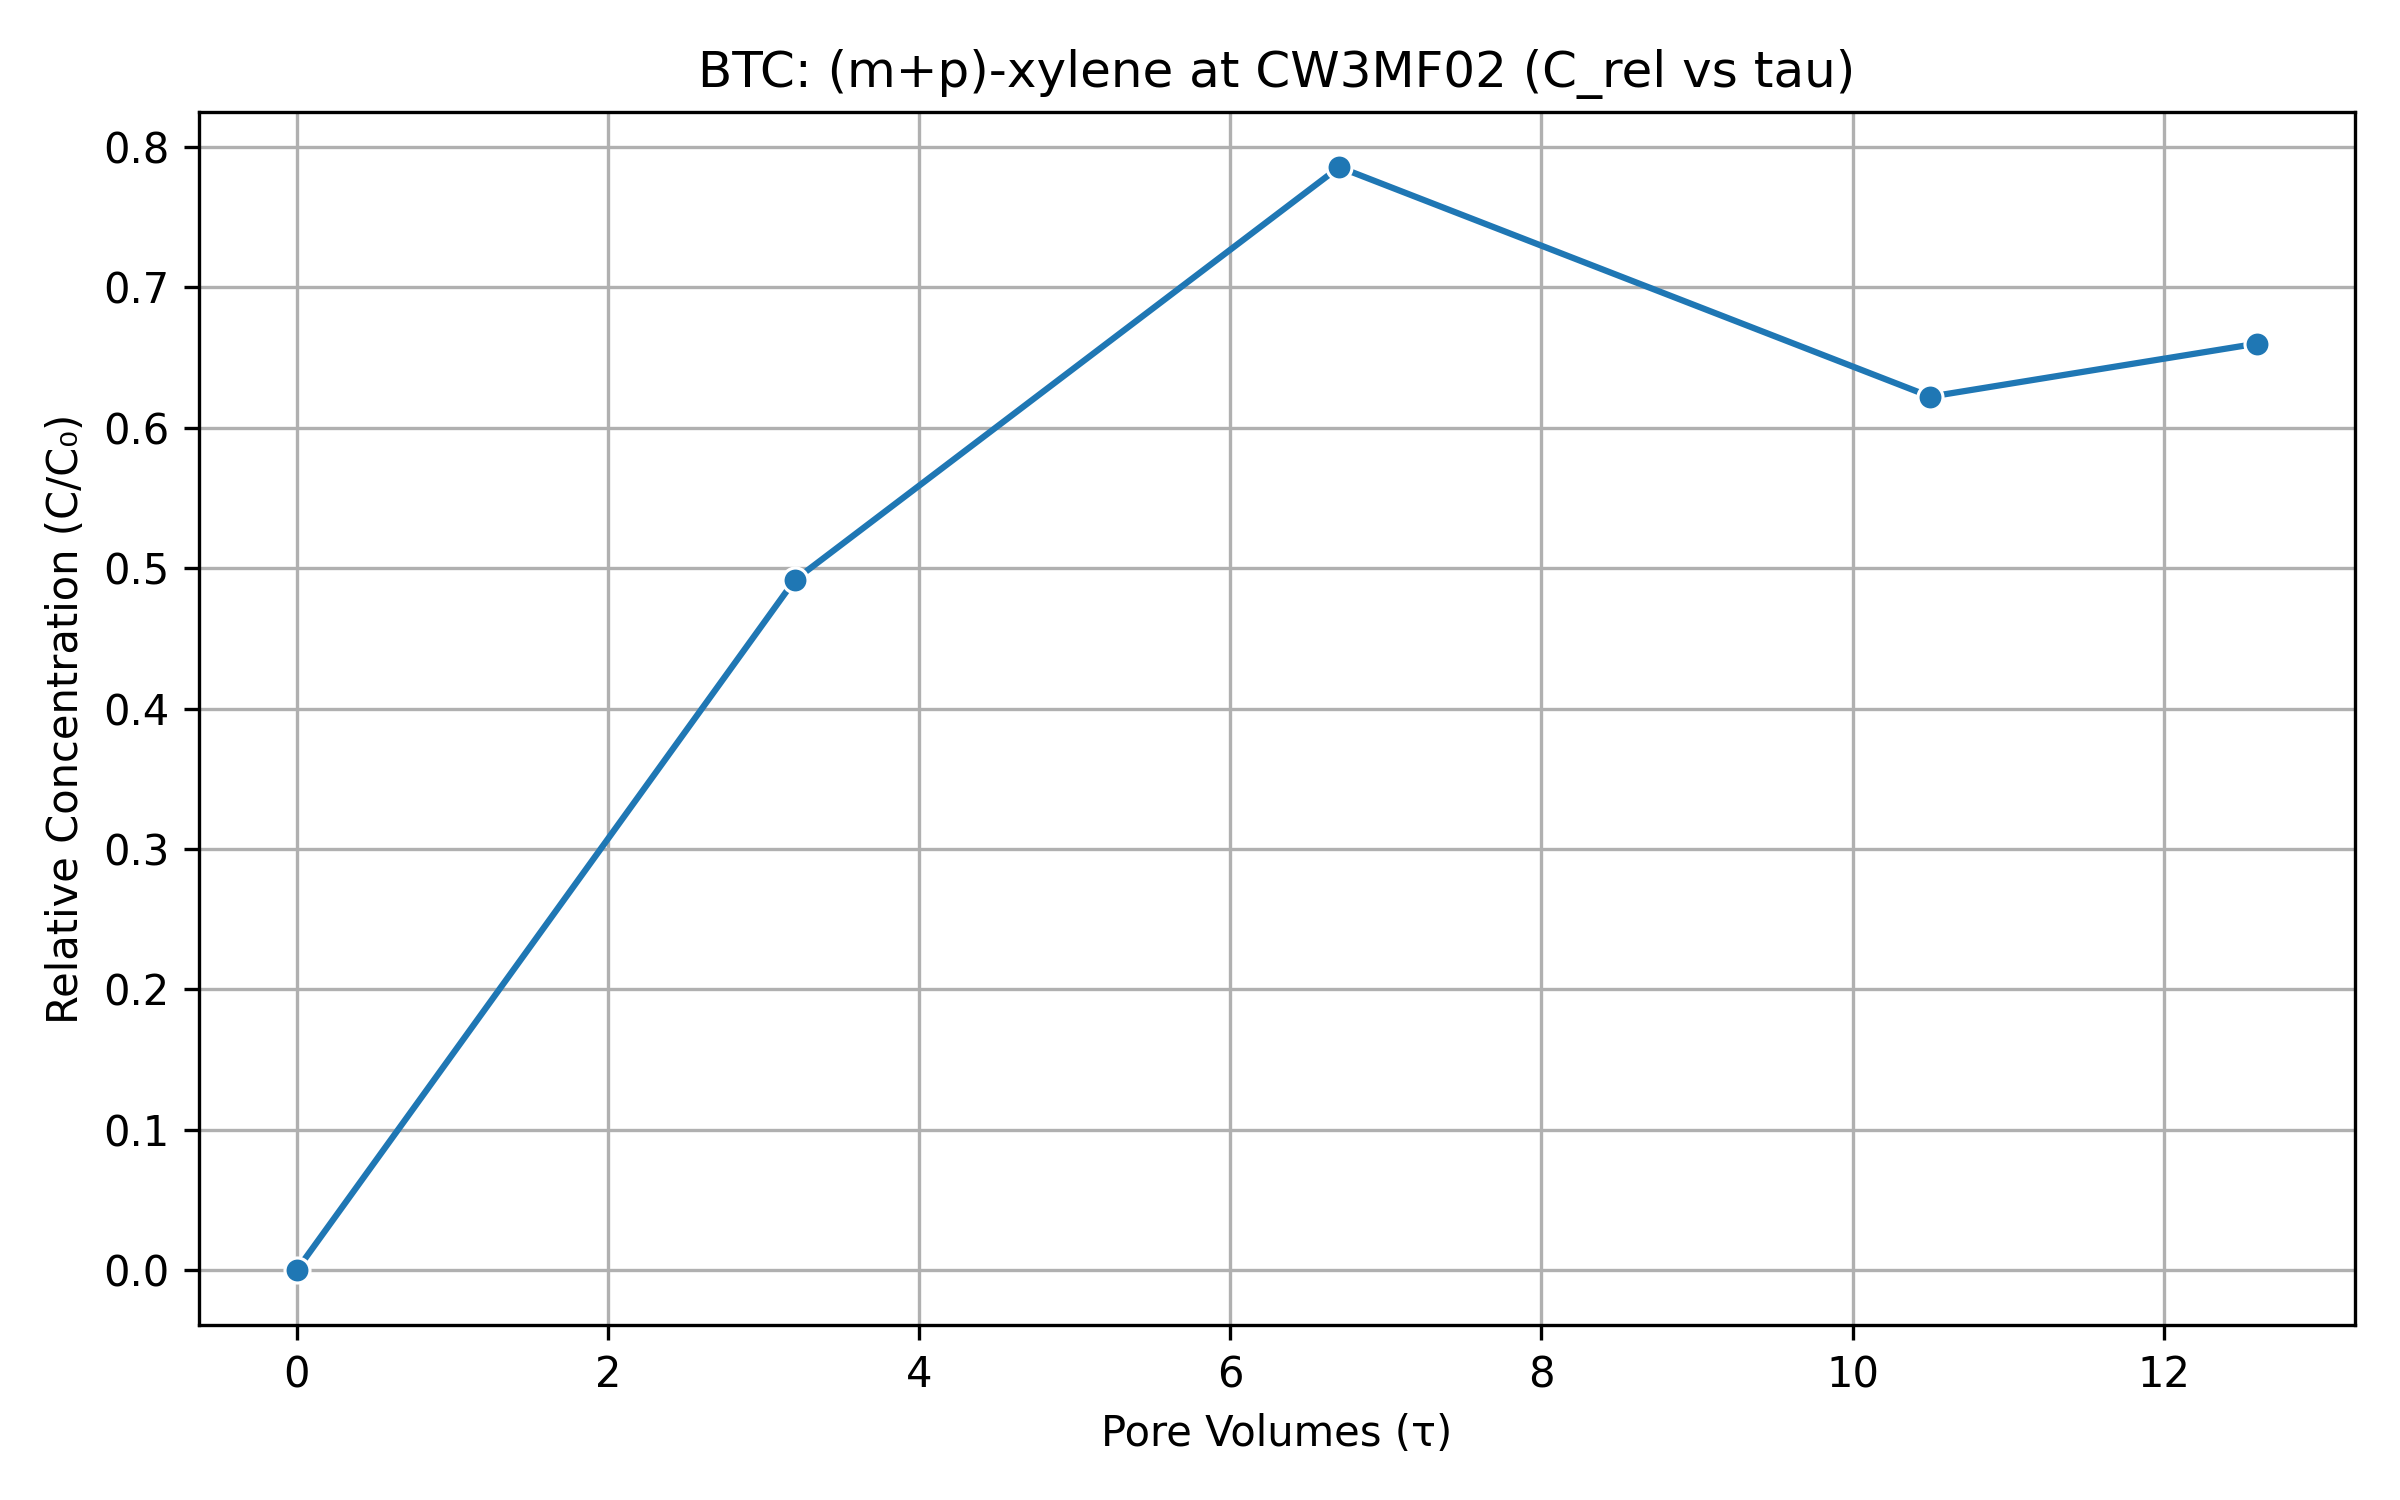 BTC: (m+p)-xylene at CW3MF02 (C_rel vs tau)
Relative Concentration (C/C₀)
0.8
0.7
0.6
0.5
0.4
0.3
0.2
0.1
0.0
0 2 4 6 8 10 12
Pore Volumes (τ)